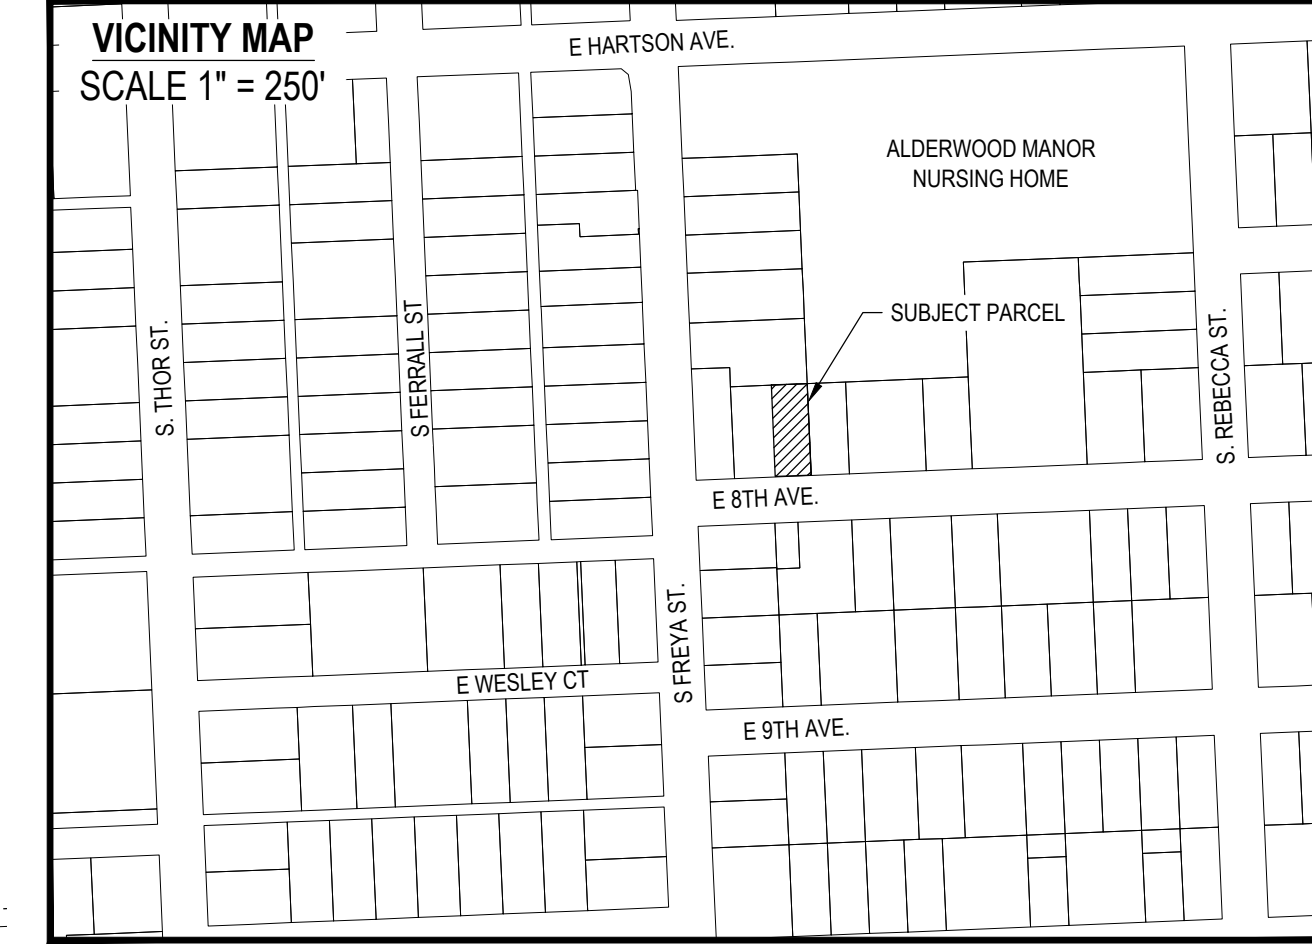 VICINITY MAP
SCALE 1" = 250'
E HARTSON AVE.
ALDERWOOD MANOR
NURSING HOME
SUBJECT PARCEL
S. THOR ST.
S FERRALL ST
S. REBECCA ST.
E 8TH AVE.
S FREYA ST.
E WESLEY CT
E 9TH AVE.